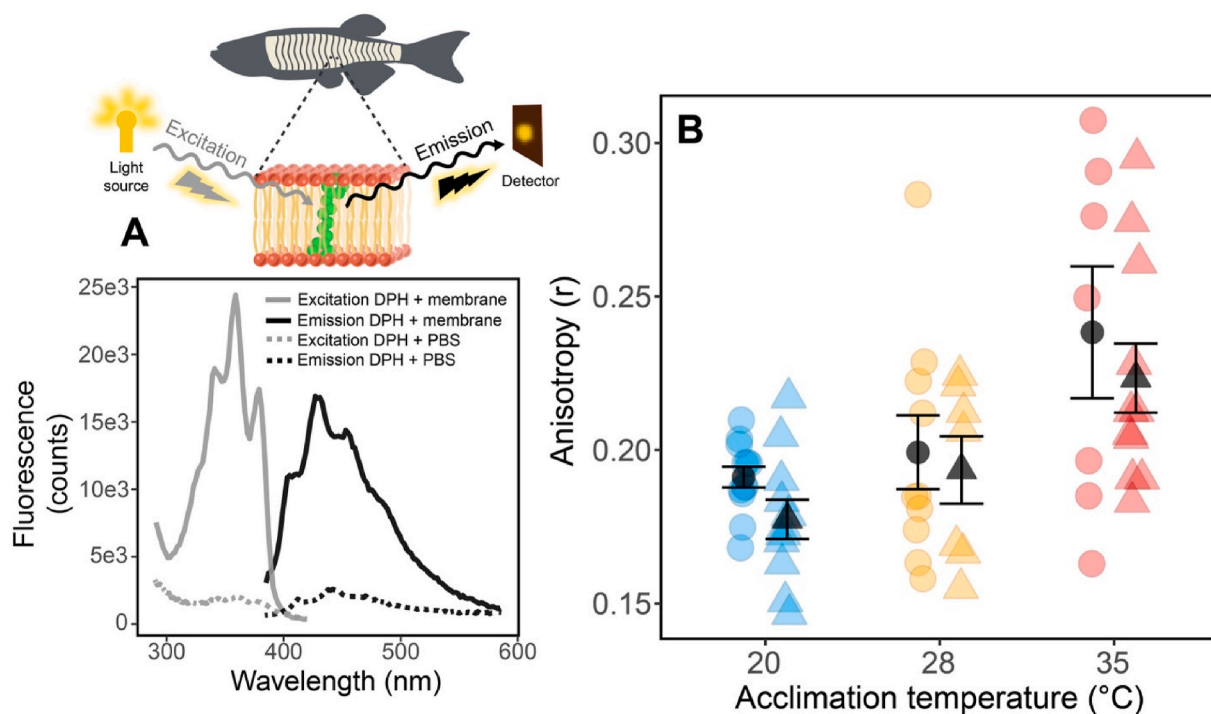 Excitation
Emission
Light
source
Detector
A
25e3
20e3
15e3
10e3
5e3
0
Fluorescence
(counts)
Excitation DPH + membrane
Emission DPH + membrane
Excitation DPH + PBS
Emission DPH + PBS
300
400
500
600
Wavelength (nm)
B
0.30
0.25
0.20
0.15
Anisotropy (r)
20
28
35
Acclimation temperature (°C)